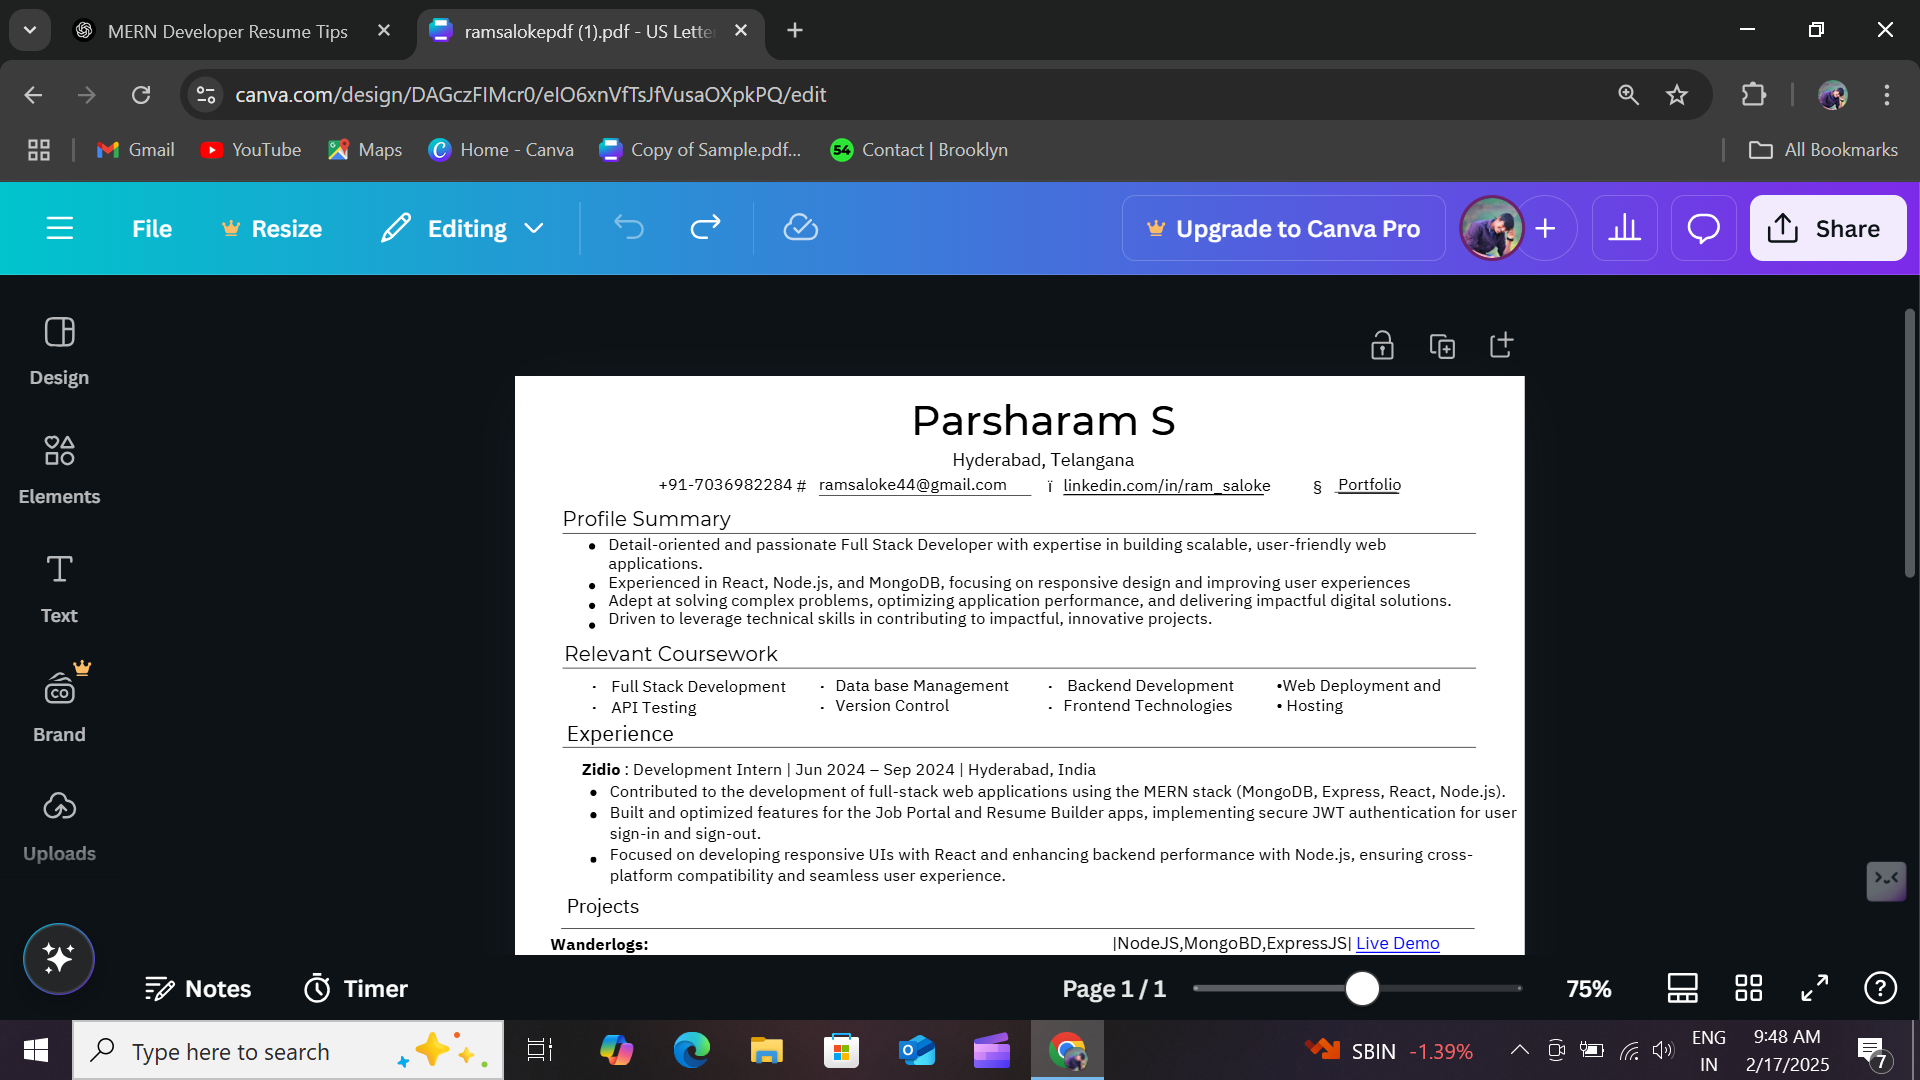 MERN Developer Resume Tips
ramsalokepdf (1).pdf - US Lette
canva.com/design/DAGczFIMcr0/eIO6xnVfTsJfVusaOXpkPQ/edit
Gmail YouTube Maps Home - Canva Copy of Sample.pdf... 54 Contact | Brooklyn All Bookmarks
File Resize Editing Upgrade to Canva Pro Share
Design
Elements
Text
CO
Brand
Uploads
Parsharam S
Hyderabad, Telangana
+91-7036982284 # ramsaloke44@gmail.com ï linkedin.com/in/ram_saloke § Portfolio
Profile Summary
• Detail-oriented and passionate Full Stack Developer with expertise in building scalable, user-friendly web
applications.
• Experienced in React, Node.js, and MongoDB, focusing on responsive design and improving user experiences
• Adept at solving complex problems, optimizing application performance, and delivering impactful digital solutions.
• Driven to leverage technical skills in contributing to impactful, innovative projects.
Relevant Coursework
· Full Stack Development · Data base Management · Backend Development •Web Deployment and
· API Testing · Version Control · Frontend Technologies • Hosting
Experience
Zidio : Development Intern | Jun 2024 – Sep 2024 | Hyderabad, India
• Contributed to the development of full-stack web applications using the MERN stack (MongoDB, Express, React, Node.js).
• Built and optimized features for the Job Portal and Resume Builder apps, implementing secure JWT authentication for user
sign-in and sign-out.
• Focused on developing responsive UIs with React and enhancing backend performance with Node.js, ensuring cross-
platform compatibility and seamless user experience.
Projects
Wanderlogs: |NodeJS,MongoBD,ExpressJS| Live Demo
Notes Timer Page 1 / 1 75%
Type here to search SBIN -1.39% ENG 9:48 AM
IN 2/17/2025 7